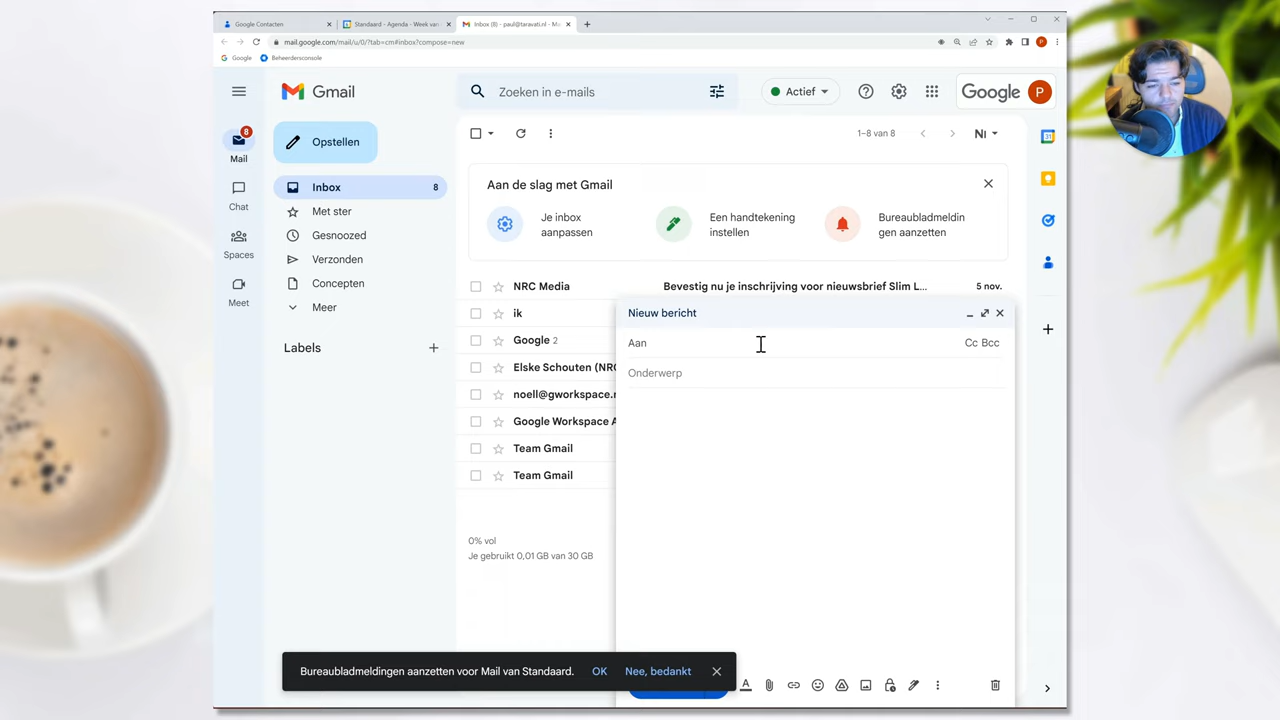 Google Contacten
Standaard - Agenda - Week van
Inbox (8) - paul@taravati.nl - M
mail.google.com/mail/u/0/?tab=cm#inbox?compose=new
Google
Beheerdersconsole
Gmail
Zoeken in e-mails
Actief
Google
P
8
Mail
Chat
Spaces
Meet
Opstellen
Inbox 8
Met ster
Gesnoozed
Verzonden
Concepten
Meer
Labels
1–8 van 8
Aan de slag met Gmail
Je inbox
aanpassen
Een handtekening
instellen
Bureaubladmeldin
gen aanzetten
NRC Media Bevestig nu je inschrijving voor nieuwsbrief Slim L... 5 nov.
ik
Google 2
Elske Schouten (NRC
noell@gworkspace.n
Google Workspace A
Team Gmail
Team Gmail
0% vol
Je gebruikt 0,01 GB van 30 GB
Nieuw bericht
Aan
Cc Bcc
Onderwerp
Bureaubladmeldingen aanzetten voor Mail van Standaard. OK Nee, bedankt